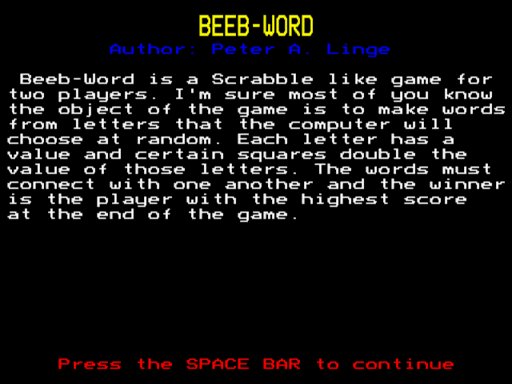 BEEB-WORD
Author: Peter A. Linge
Beeb-Word is a Scrabble like game for
two players. I'm sure most of you know
the object of the game is to make words
from letters that the computer will
choose at random. Each letter has a
value and certain squares double the
value of those letters. The words must
connect with one another and the winner
is the player with the highest score
at the end of the game.
Press the SPACE BAR to continue